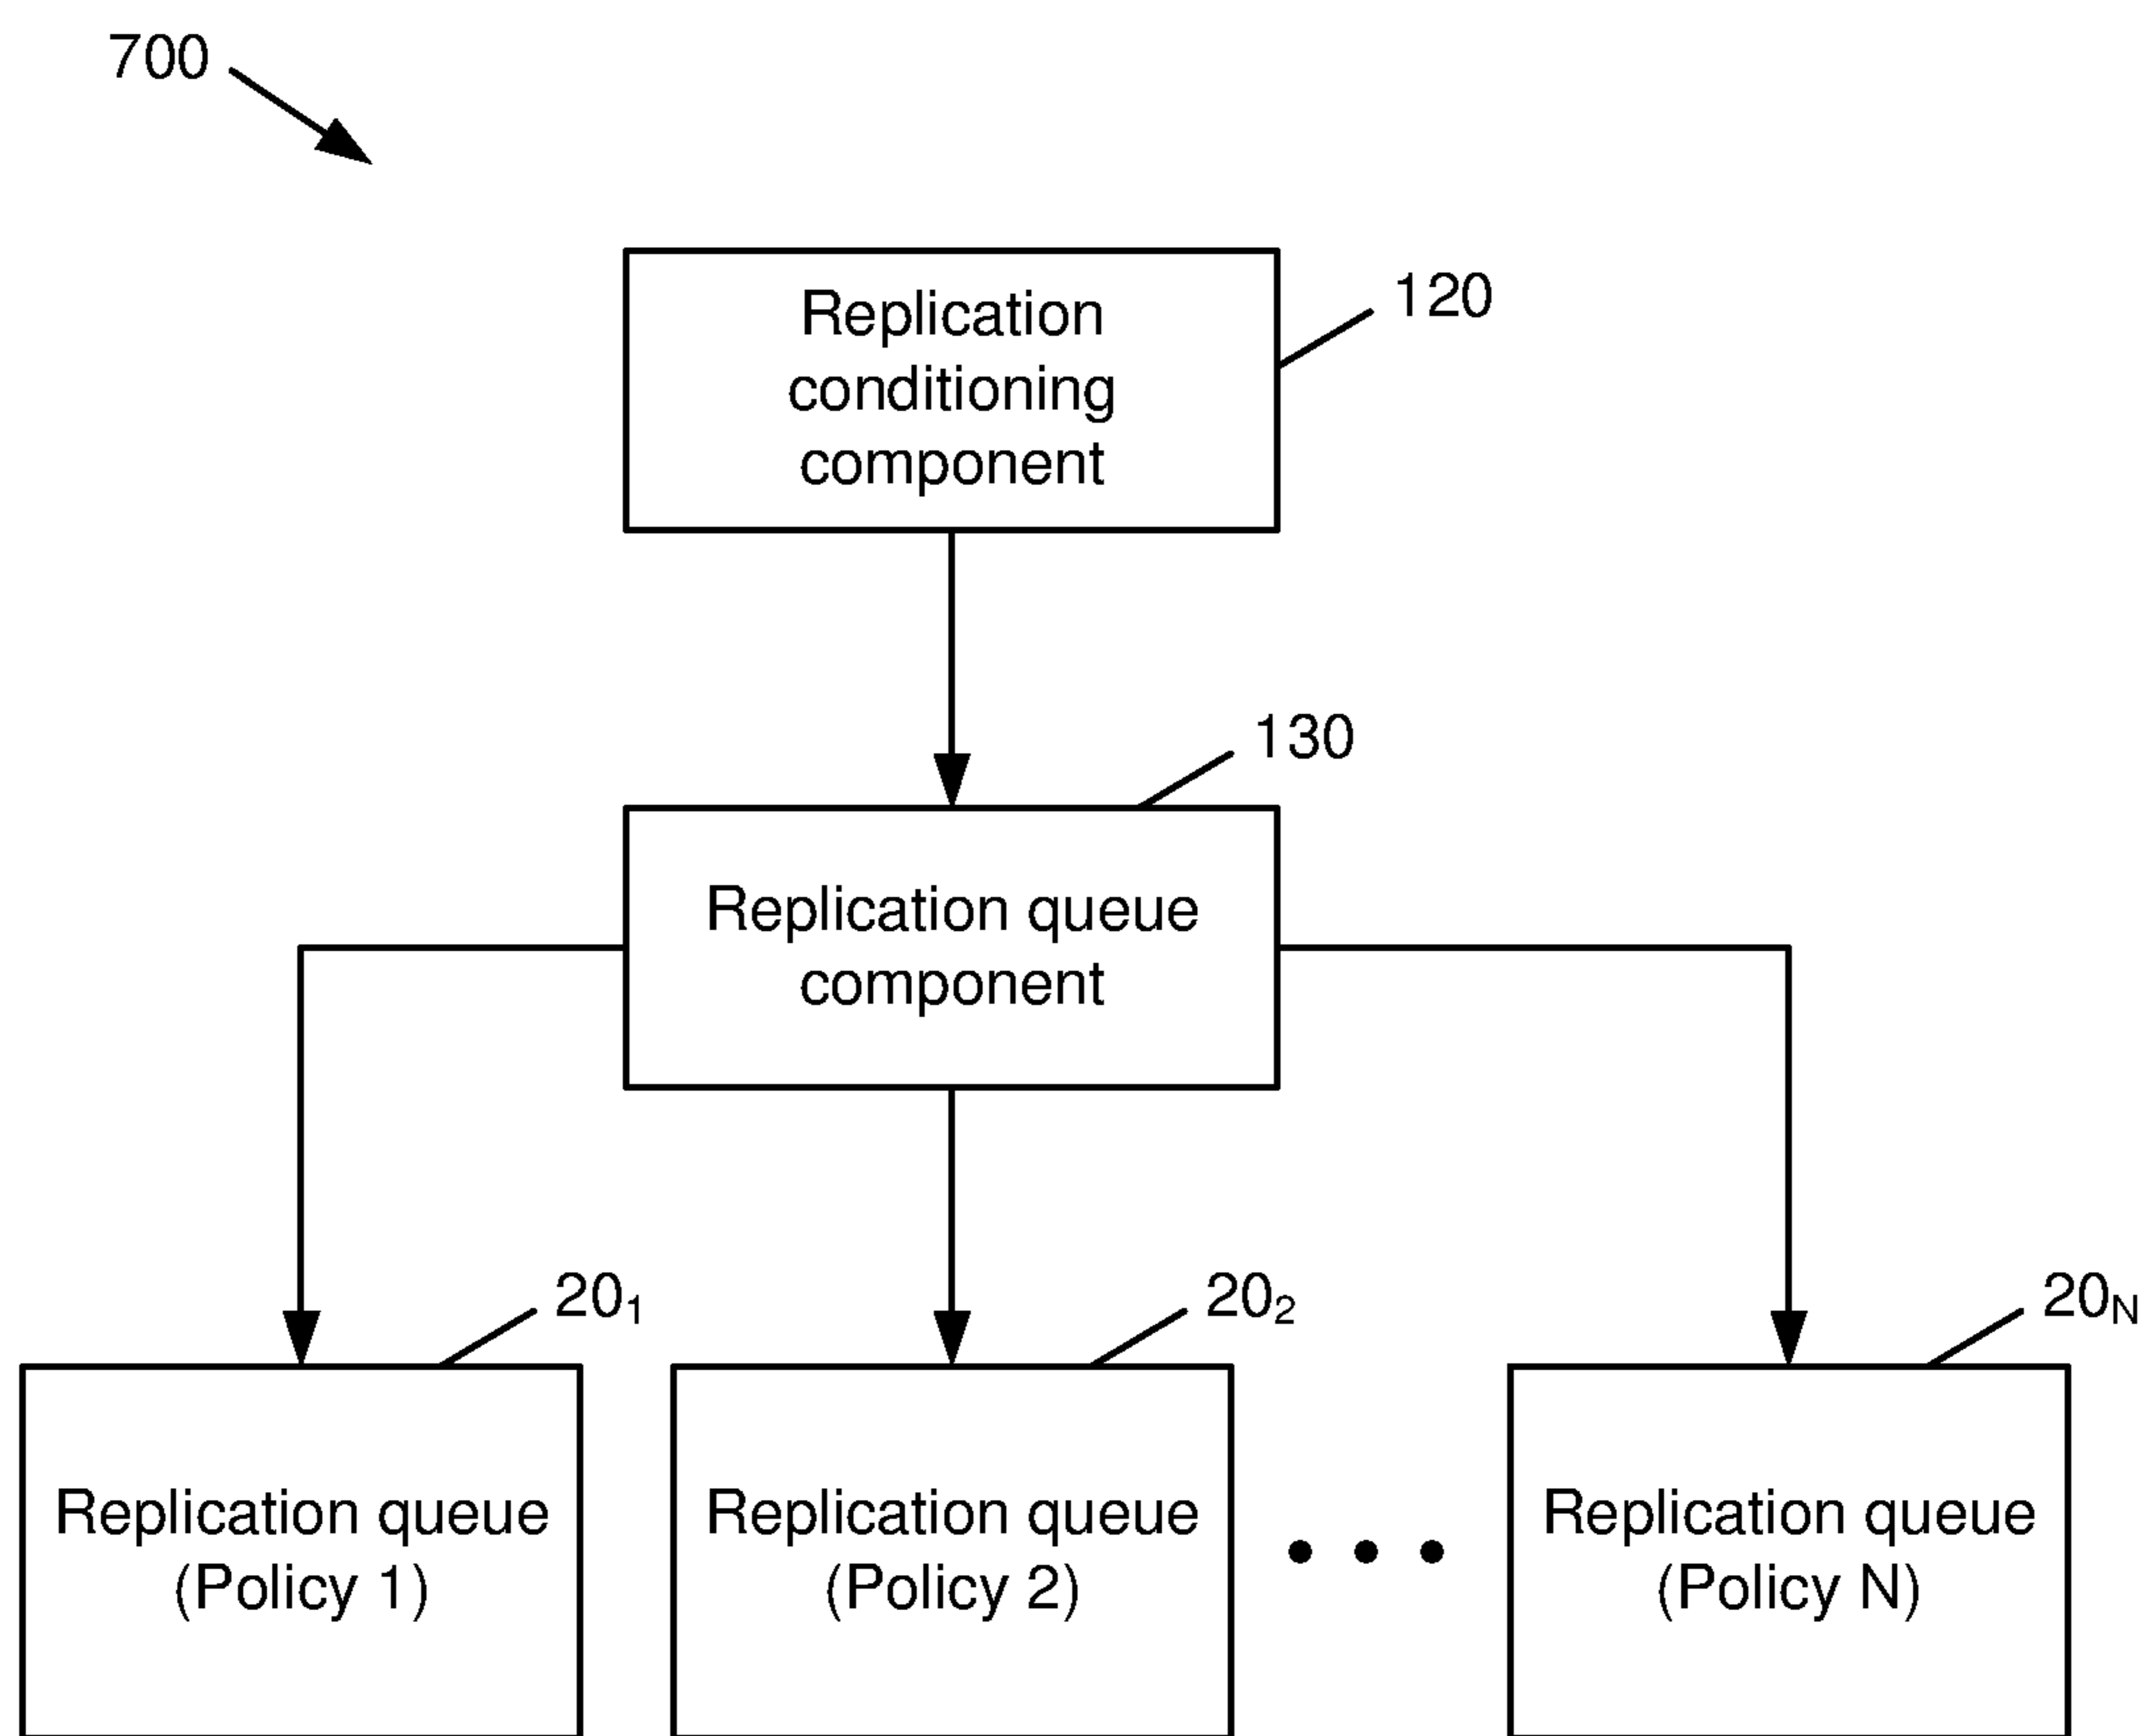 700
Replication
conditioning
component
120
130
Replication queue
component
20₁
20₂
20N
Replication queue
(Policy 1)
Replication queue
(Policy 2)
Replication queue
(Policy N)